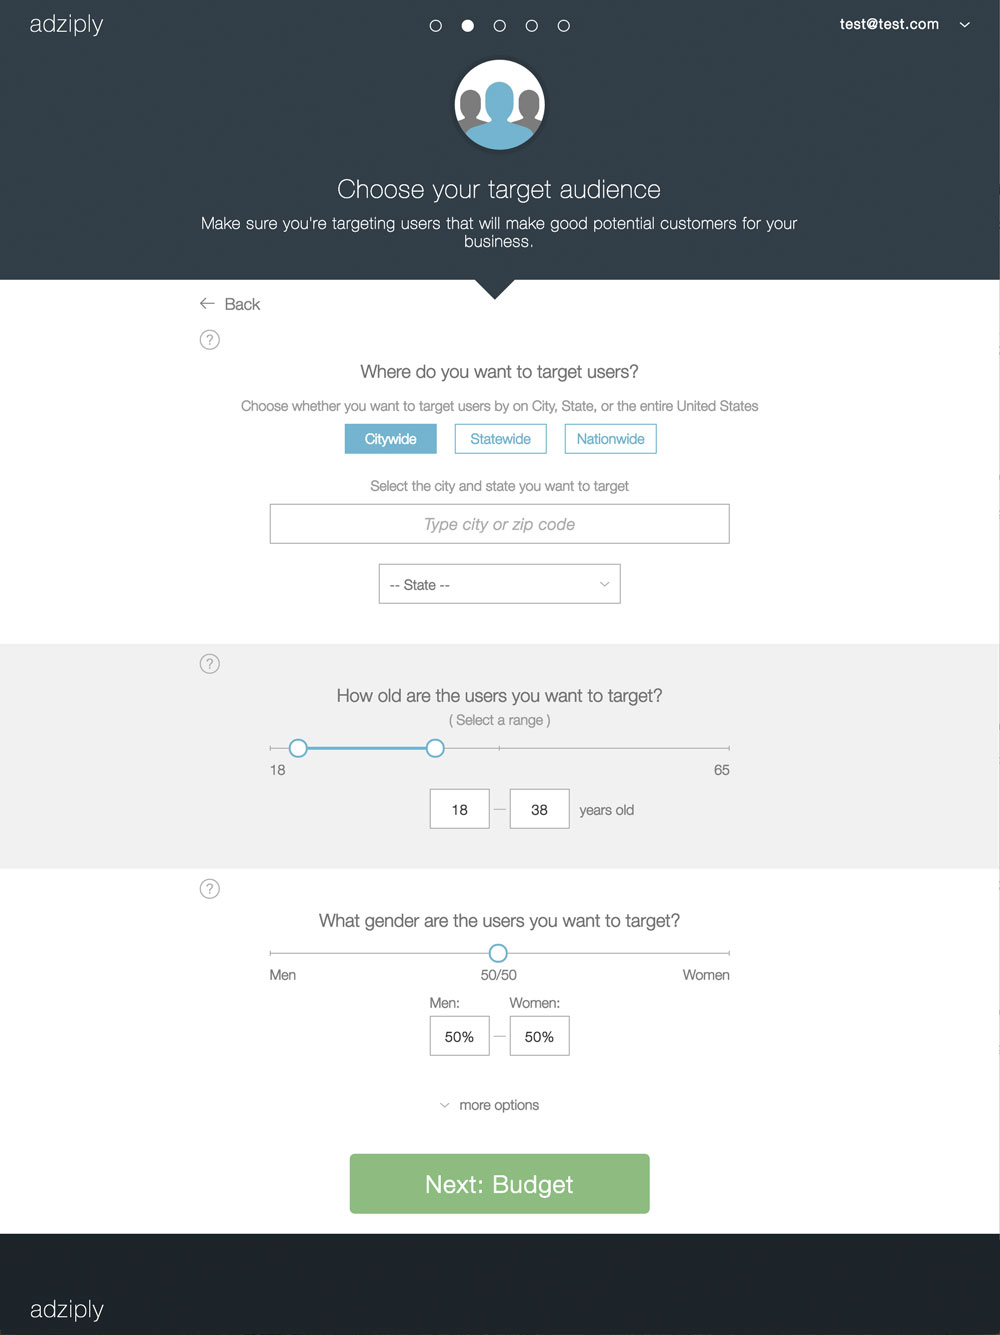 adziply
test@test.com
Choose your target audience
Make sure you're targeting users that will make good potential customers for your
business.
Back
?
Where do you want to target users?
Choose whether you want to target users by on City, State, or the entire United States
Citywide Statewide Nationwide
Select the city and state you want to target
Type city or zip code
-- State --
?
How old are the users you want to target?
( Select a range )
18 65
18 — 38 years old
?
What gender are the users you want to target?
Men 50/50 Women
Men: Women:
50% — 50%
more options
Next: Budget
adziply